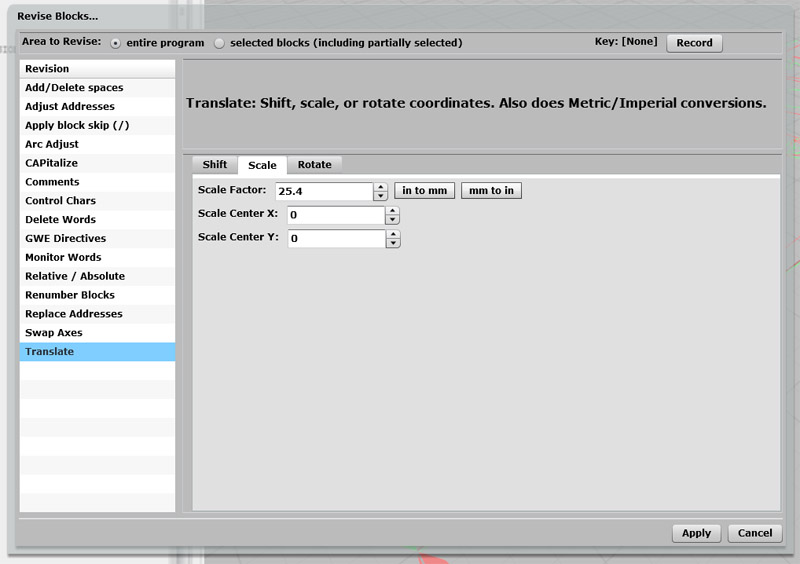 Revise Blocks...
Area to Revise: entire program selected blocks (including partially selected) Key: [None] Record
Revision
Add/Delete spaces
Adjust Addresses
Apply block skip (/)
Arc Adjust
CAPitalize
Comments
Control Chars
Delete Words
GWE Directives
Monitor Words
Relative / Absolute
Renumber Blocks
Replace Addresses
Swap Axes
Translate
Translate: Shift, scale, or rotate coordinates. Also does Metric/Imperial conversions.
Shift Scale Rotate
Scale Factor: 25.4 in to mm mm to in
Scale Center X: 0
Scale Center Y: 0
Apply Cancel